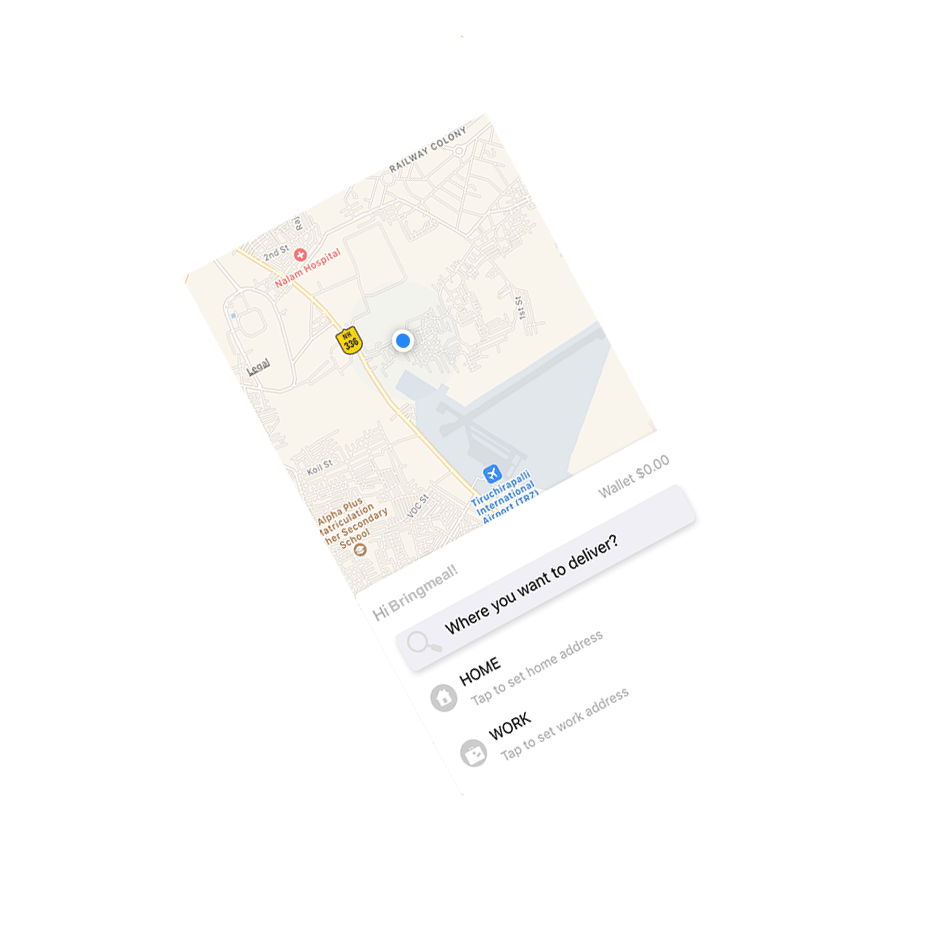 RAILWAY COLONY
2nd St
Raj
Nalam Hospital
1st St
NH
336
Legal
Koil St
VOC St
Tiruchirapalli
International
Airport (TRZ)
Alpha Plus
Matriculation
her Secondary
School
Wallet $0.00
Hi Bringmeal!
Where you want to deliver?
HOME
Tap to set home address
WORK
Tap to set work address